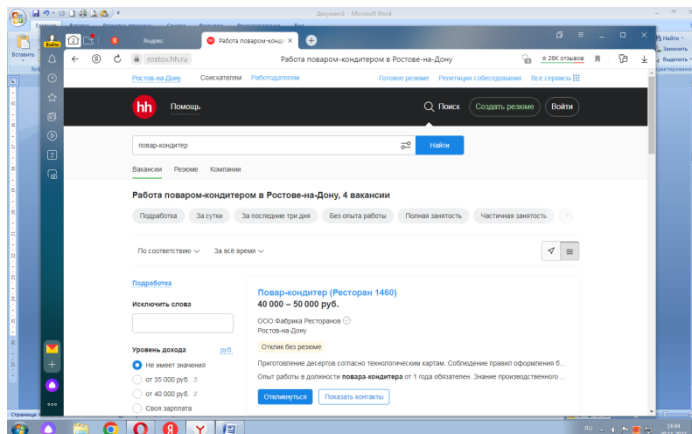 Документ1 - Microsoft Word
Главная
Вставить
Найти
Заменить
Выделить
Войти
Яндекс
Работа поваром-конд
rostov.hh.ru
Работа поваром-кондитером в Ростове-на-Дону
26K отзывов
Ростов-на-Дону
Соискателям
Работодателям
Готовое резюме
Репетиция собеседования
Все сервисы
hh
Помощь
Поиск
Создать резюме
Войти
повар-кондитер
Найти
Вакансии
Резюме
Компании
Работа поваром-кондитером в Ростове-на-Дону, 4 вакансии
Подработка
За сутки
За последние три дня
Без опыта работы
Полная занятость
Частичная занятость
По соответствию
За всё время
Подработка
Исключить слова
Уровень дохода
руб.
Не имеет значения
от 35 000 руб. 3
от 40 000 руб. 2
Своя зарплата
Повар-кондитер (Ресторан 1460)
40 000 – 50 000 руб.
ООО Фабрика Ресторанов
Ростов-на-Дону
Отклик без резюме
Приготовление десертов согласно технологическим картам. Соблюдение правил оформления б...
Опыт работы в должности повара-кондитера от 1 года обязателен. Знание производственного ...
Откликнуться
Показать контакты
RU
14:44